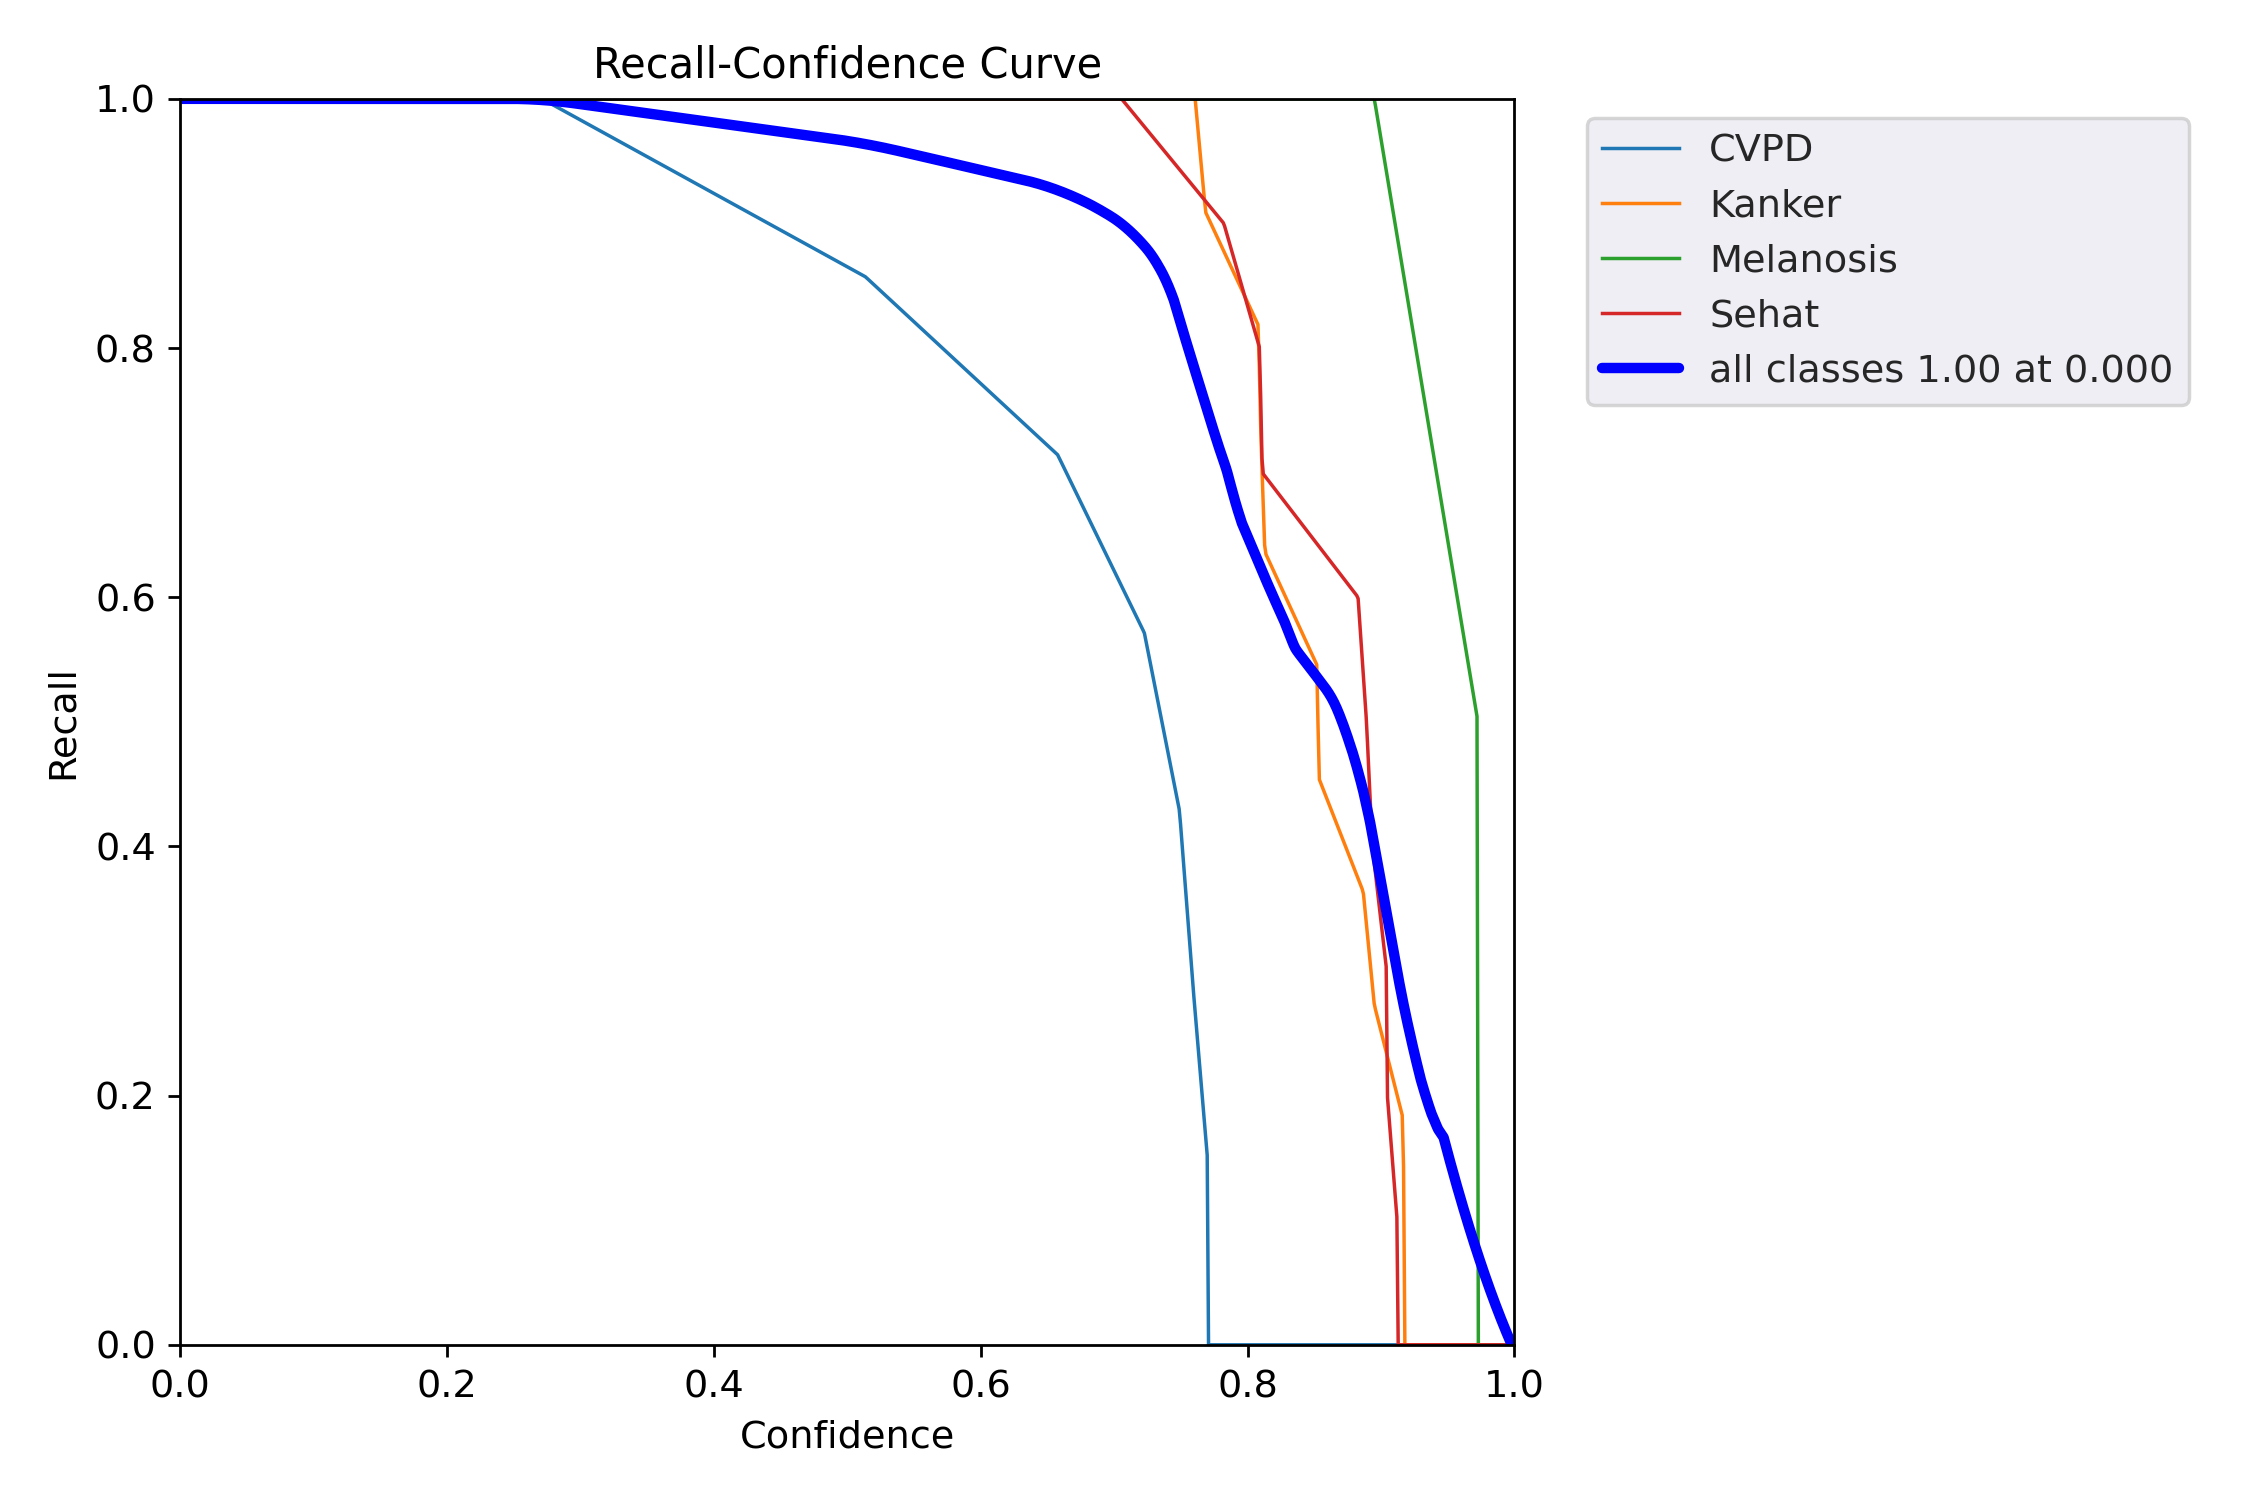 Recall-Confidence Curve
1.0
0.8
0.6
0.4
0.2
0.0
Recall
0.0 0.2 0.4 0.6 0.8 1.0
Confidence
CVPD
Kanker
Melanosis
Sehat
all classes 1.00 at 0.000